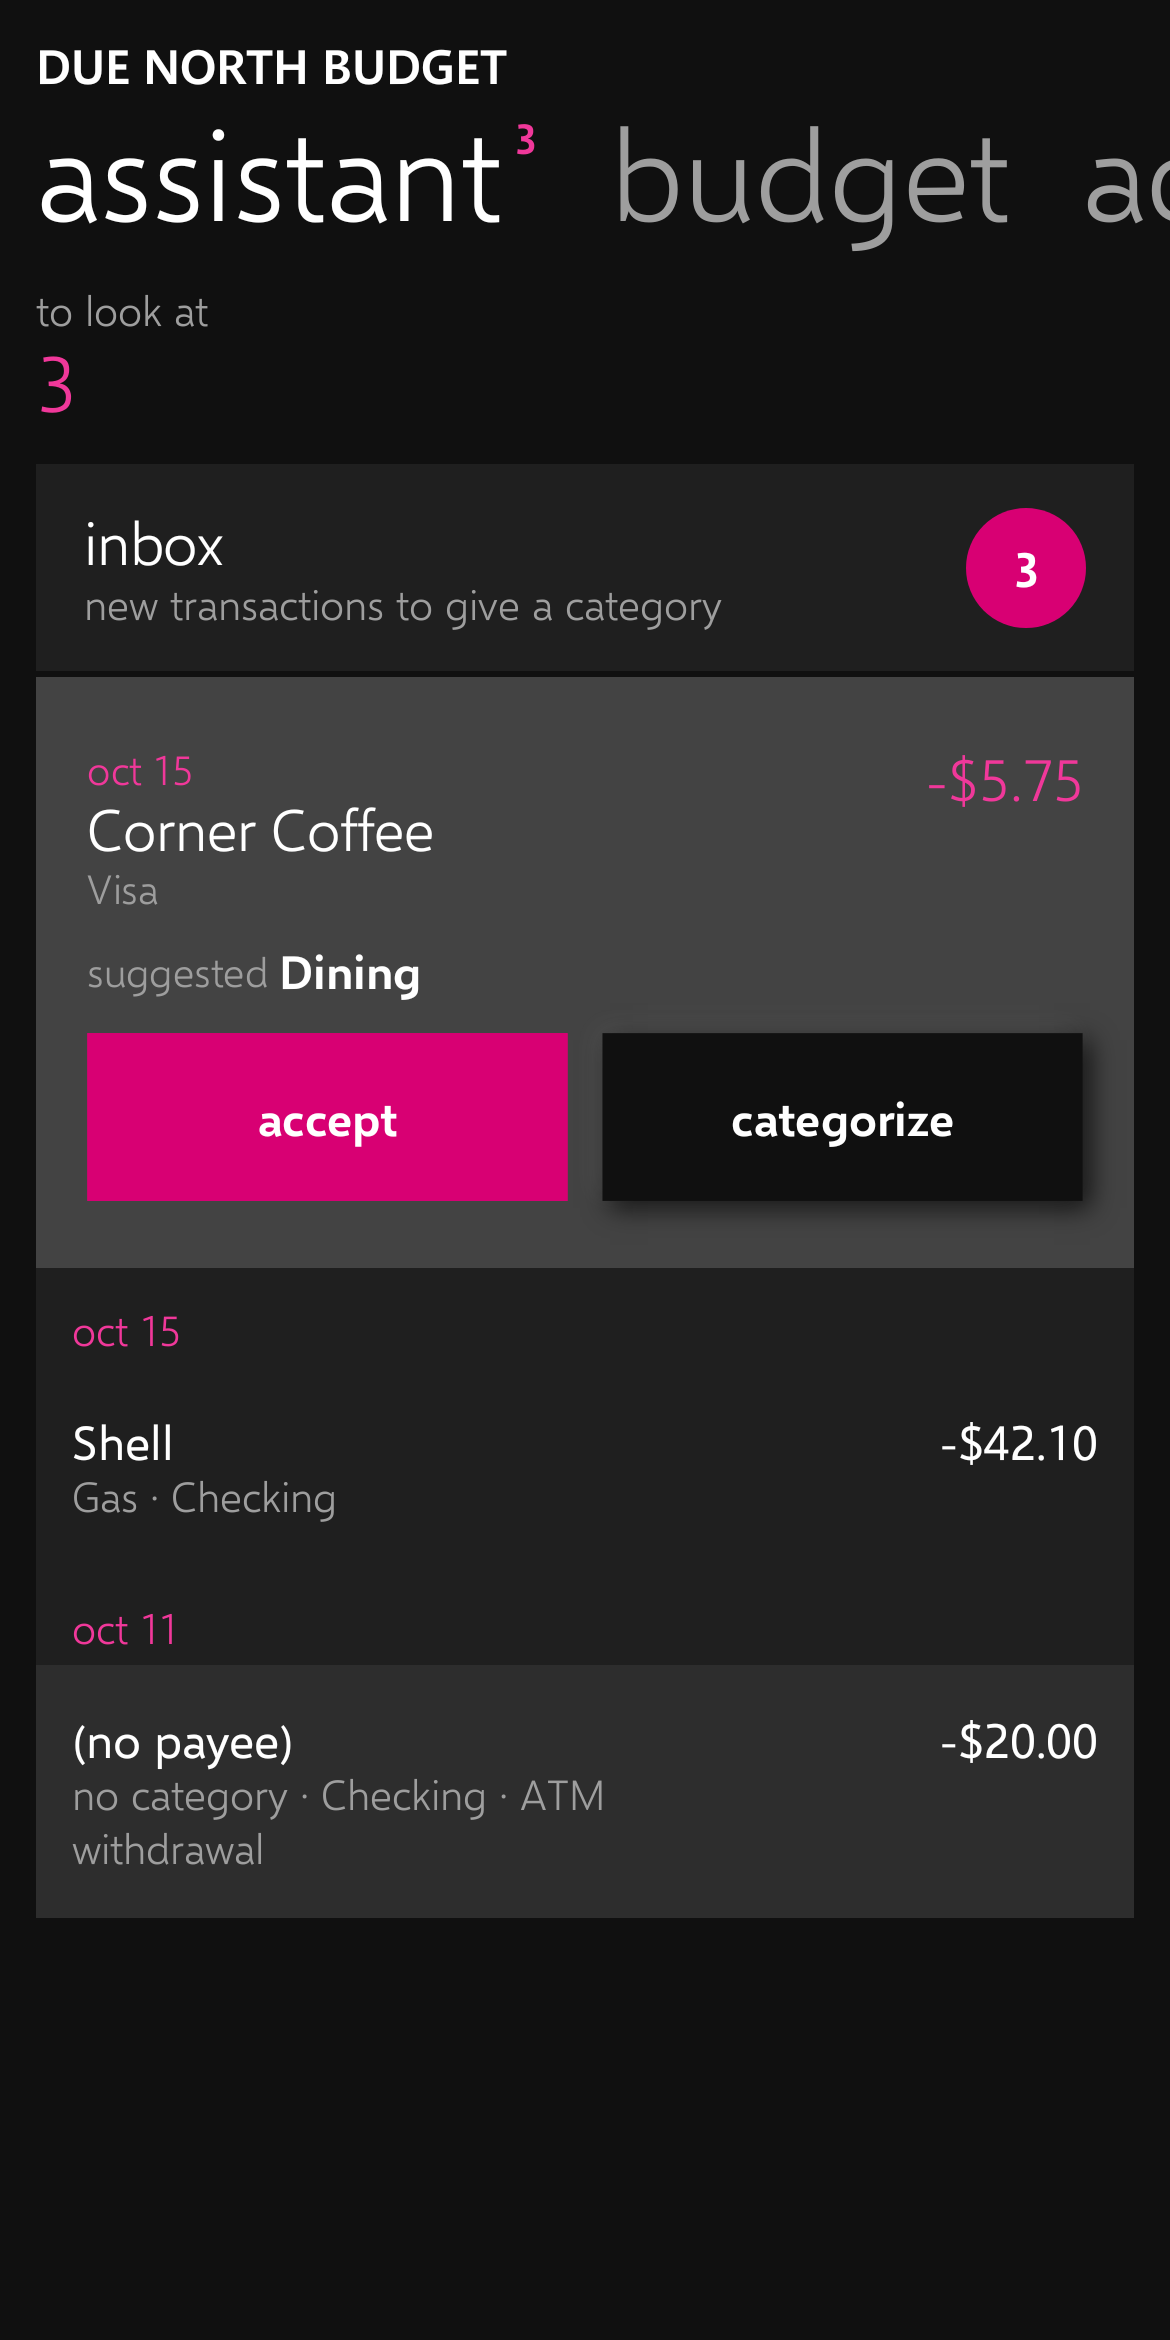 DUE NORTH BUDGET
assistant 3 budget ac
to look at
3
inbox
new transactions to give a category
3
oct 15
-$5.75
Corner Coffee
Visa
suggested Dining
accept categorize
oct 15
Shell -$42.10
Gas · Checking
oct 11
(no payee) -$20.00
no category · Checking · ATM
withdrawal